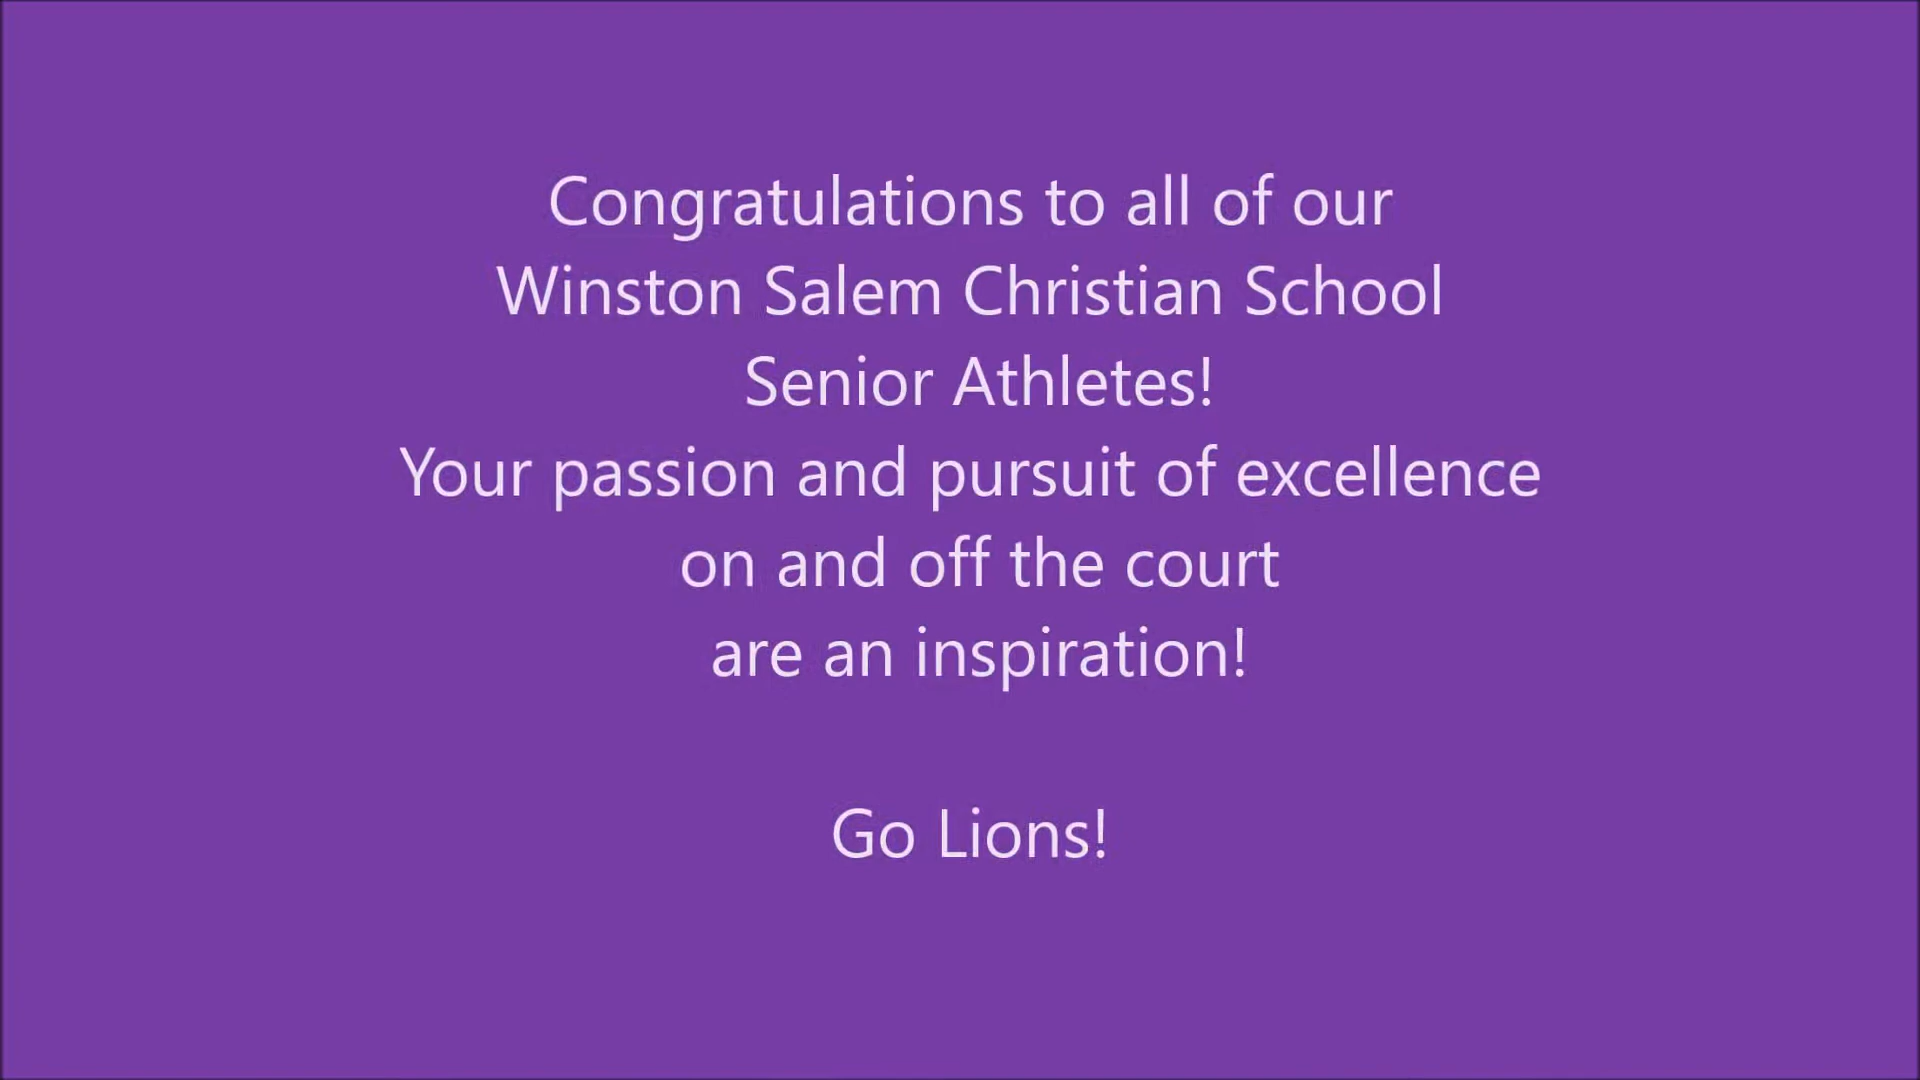 Congratulations to all of our
Winston Salem Christian School
Senior Athletes!
Your passion and pursuit of excellence
on and off the court
are an inspiration!
Go Lions!